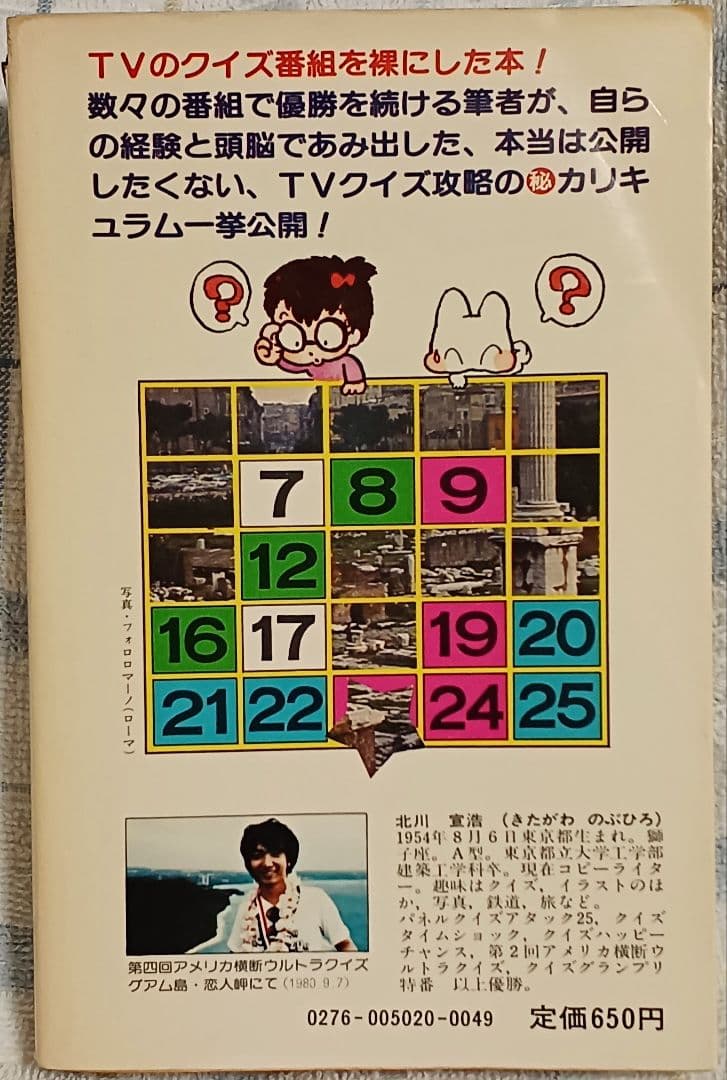 TVのクイズ番組を裸にした本!
数々の番組で優勝を続ける筆者が、自ら
の経験と頭脳であみ出した、本当は公開
したくない、TVクイズ攻略の㊙カリキ
ュラム一挙公開!
? ?
7 8 9
12
16 17 19 20
21 22 24 25
写真・フォロロマーノ(ローマ)
北川 宣浩 (きたがわ のぶひろ)
1954年8月6日東京都生まれ。獅
子座。A型。東京都立大学工学部
建築工学科卒。現在コピーライタ
ー。趣味はクイズ，イラストのほ
か，写真，鉄道，旅など。
パネルクイズアタック25，クイズ
タイムショック，クイズハッピー
チャンス，第2回アメリカ横断ウ
ルトラクイズ，クイズグランプリ
特番 以上優勝。
第四回アメリカ横断ウルトラクイズ
グアム島・恋人岬にて(1980.9.7)
0276-005020-0049 定価650円